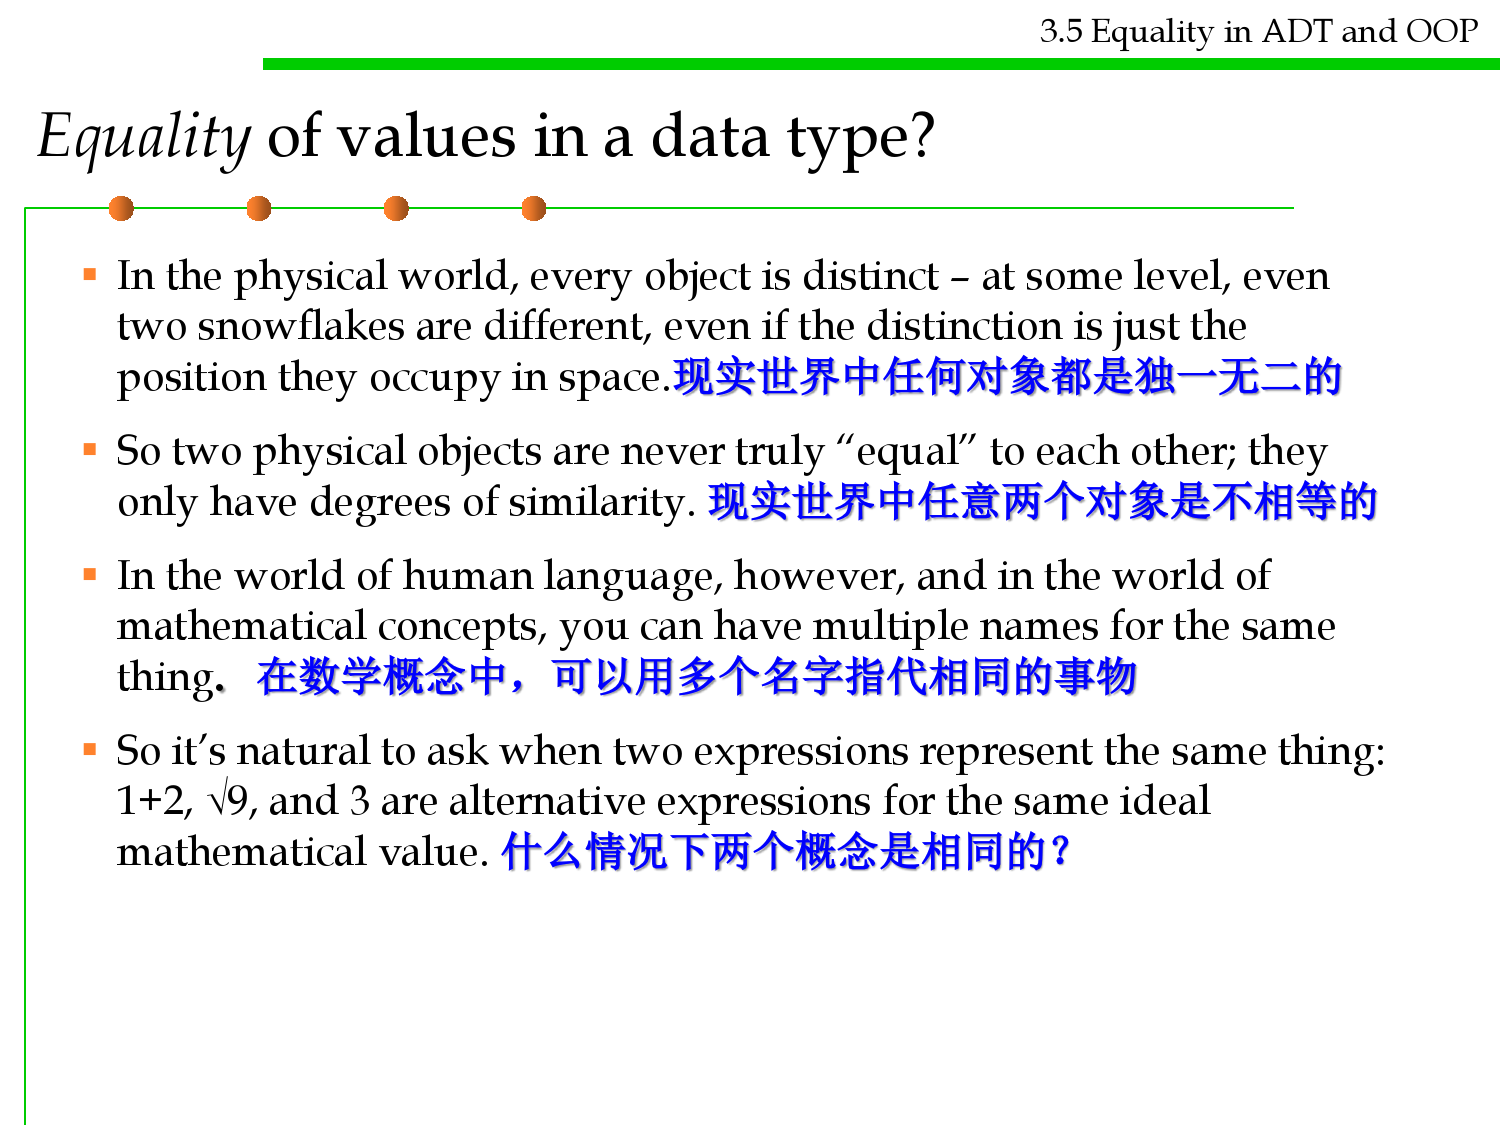 3.5 Equality in ADT and OOP
Equality of values in a data type?
▪ In the physical world, every object is distinct – at some level, even
two snowflakes are different, even if the distinction is just the
position they occupy in space.现实世界中任何对象都是独一无二的
▪ So two physical objects are never truly “equal” to each other; they
only have degrees of similarity. 现实世界中任意两个对象是不相等的
▪ In the world of human language, however, and in the world of
mathematical concepts, you can have multiple names for the same
thing. 在数学概念中，可以用多个名字指代相同的事物
▪ So it’s natural to ask when two expressions represent the same thing:
1+2, √9, and 3 are alternative expressions for the same ideal
mathematical value. 什么情况下两个概念是相同的？